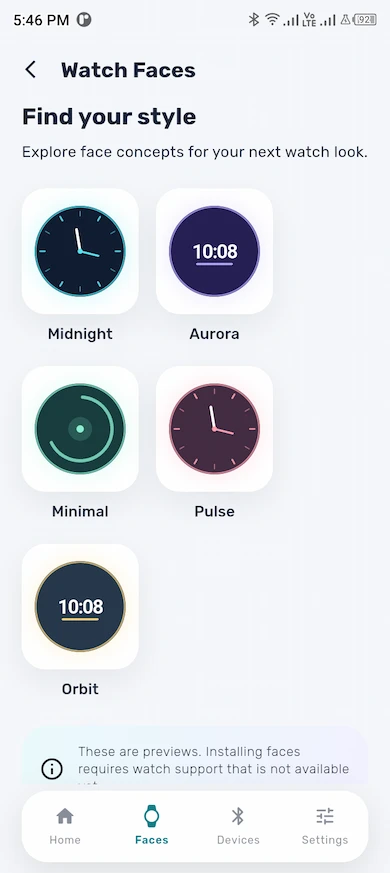 5:46 PM
Vo
LTE
92
Watch Faces
Find your style
Explore face concepts for your next watch look.
10:08
Midnight
Aurora
Minimal
Pulse
10:08
Orbit
These are previews. Installing faces
requires watch support that is not available
Home
Faces
Devices
Settings